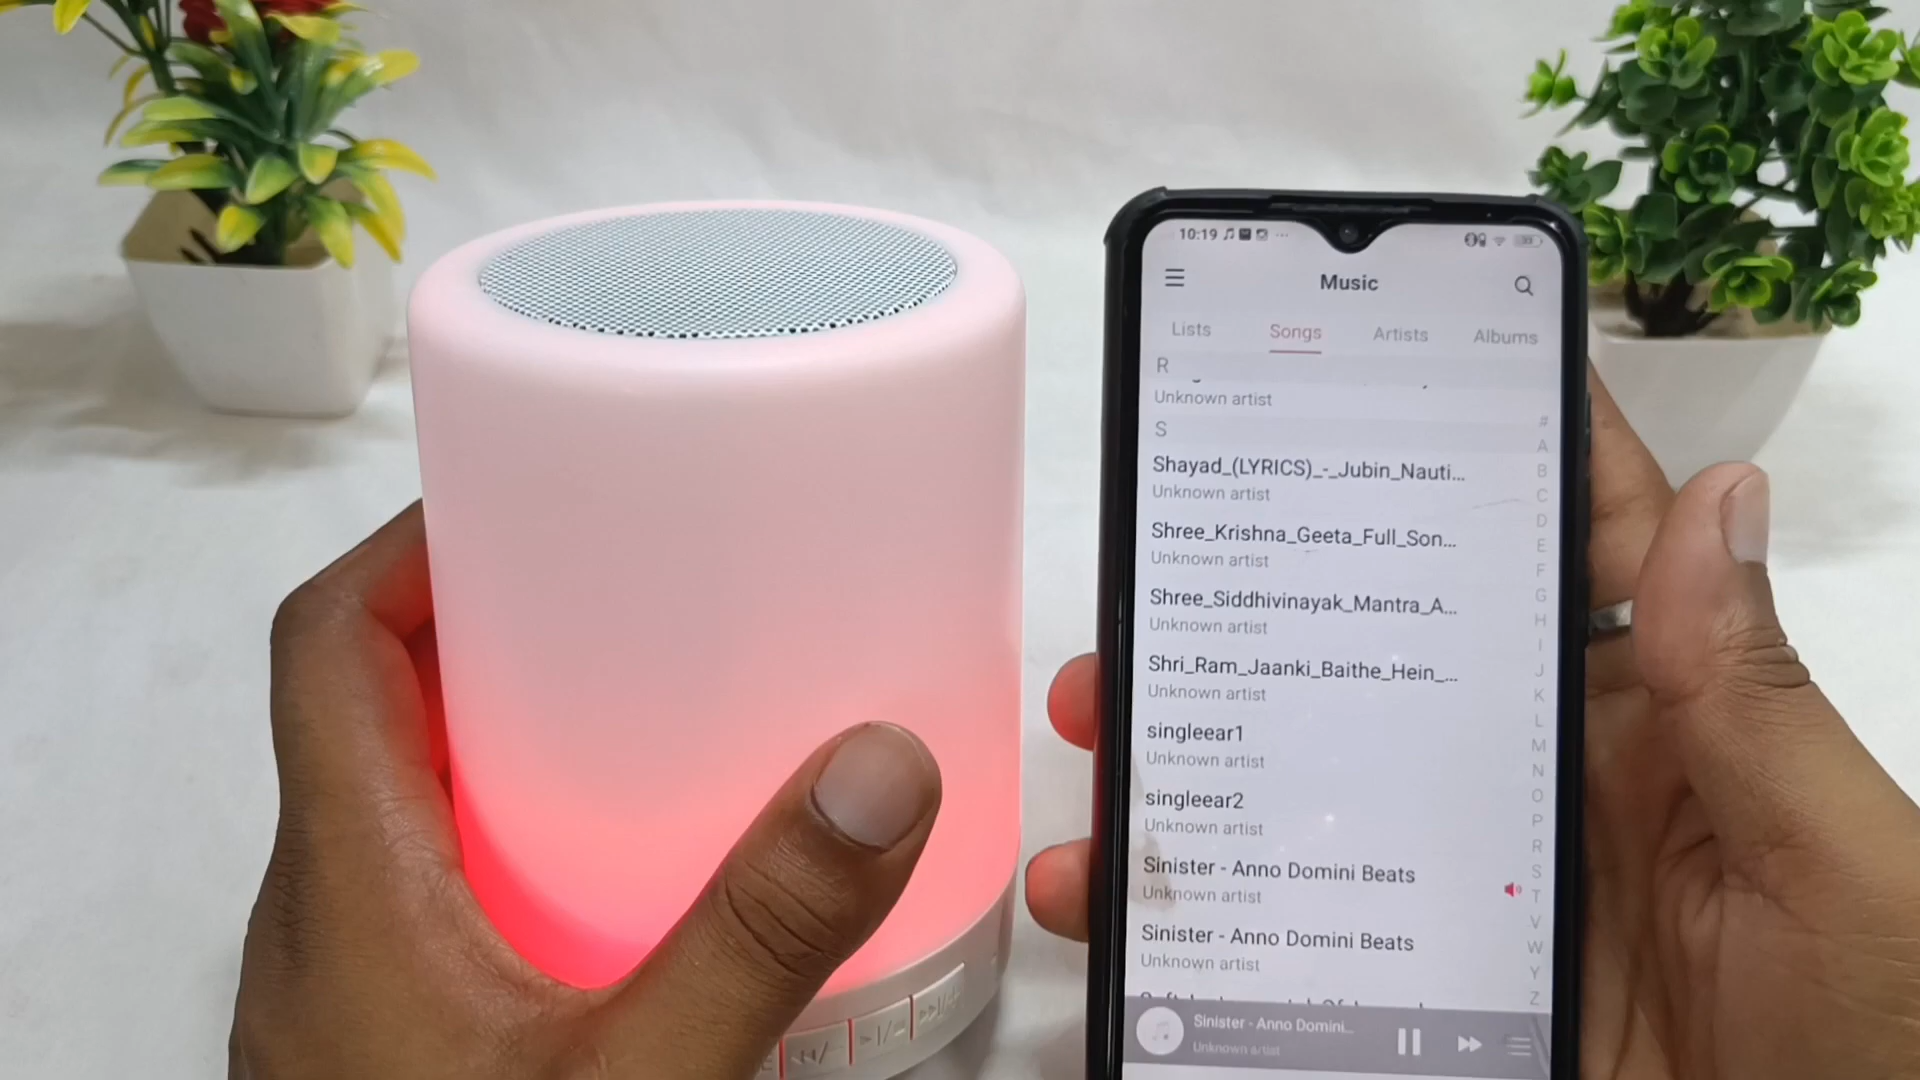 10:19
Music
Lists Songs Artists Albums
R
Unknown artist
S
Shayad_(LYRICS)_-_Jubin_Nauti...
Unknown artist
Shree_Krishna_Geeta_Full_Son...
Unknown artist
Shree_Siddhivinayak_Mantra_A...
Unknown artist
Shri_Ram_Jaanki_Baithe_Hein_...
Unknown artist
singleear1
Unknown artist
singleear2
Unknown artist
Sinister - Anno Domini Beats
Unknown artist
Sinister - Anno Domini Beats
Unknown artist
#
A
B
C
D
E
F
G
H
I
J
K
L
M
N
O
P
R
S
T
V
W
Y
Z
Sinister - Anno Domini...
Unknown artist